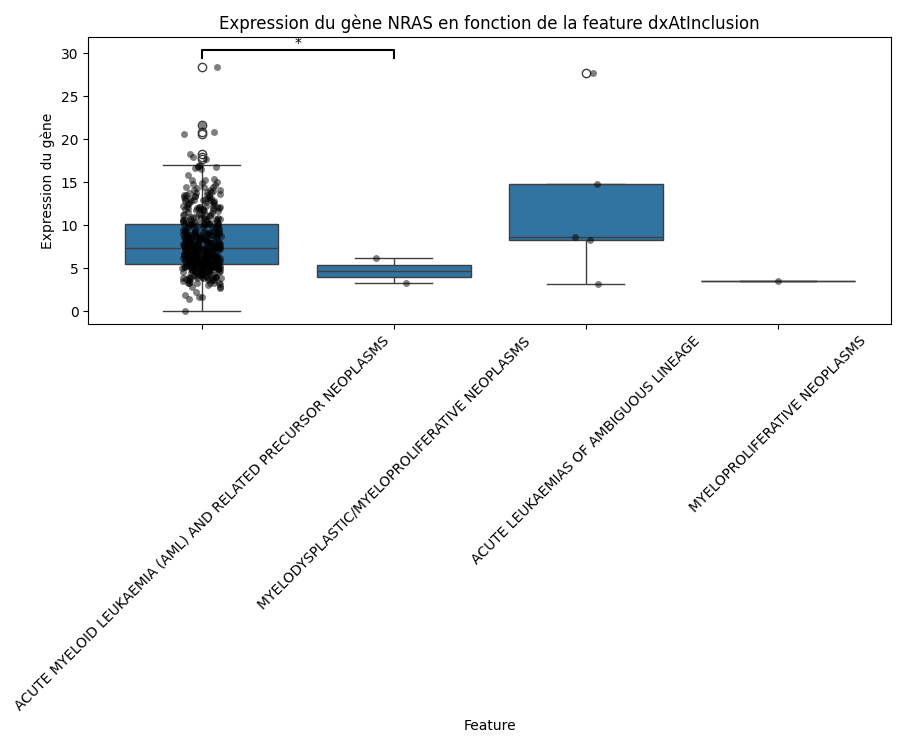 Expression du gène NRAS en fonction de la feature dxAtInclusion
*
30
25
20
15
10
5
0
Expression du gène
ACUTE MYELOID LEUKAEMIA (AML) AND RELATED PRECURSOR NEOPLASMS
MYELODYSPLASTIC/MYELOPROLIFERATIVE NEOPLASMS
ACUTE LEUKAEMIAS OF AMBIGUOUS LINEAGE
MYELOPROLIFERATIVE NEOPLASMS
Feature